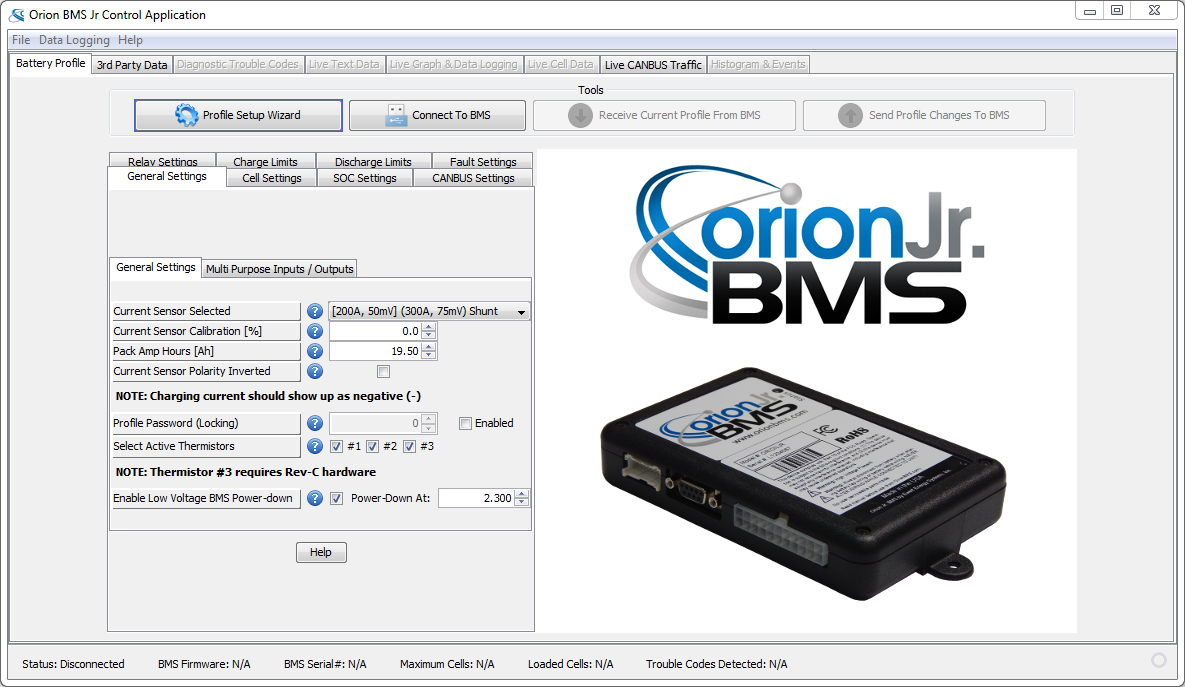 Orion BMS Jr Control Application
File Data Logging Help
Battery Profile 3rd Party Data Diagnostic Trouble Codes Live Text Data Live Graph & Data Logging Live Cell Data Live CANBUS Traffic Histogram & Events
Tools
Profile Setup Wizard Connect To BMS Receive Current Profile From BMS Send Profile Changes To BMS
Relay Settings Charge Limits Discharge Limits Fault Settings
General Settings Cell Settings SOC Settings CANBUS Settings
orion Jr.
BMS
General Settings Multi Purpose Inputs / Outputs
Current Sensor Selected ? [200A, 50mV] (300A, 75mV) Shunt
Current Sensor Calibration [%] ? 0.0
Pack Amp Hours [Ah] ? 19.50
Current Sensor Polarity Inverted ?
NOTE: Charging current should show up as negative (-)
Profile Password (Locking) ? 0 Enabled
Select Active Thermistors ? #1 #2 #3
NOTE: Thermistor #3 requires Rev-C hardware
Enable Low Voltage BMS Power-down ? Power-Down At: 2.300
Help
orion Jr.
BMS
www.orionbms.com
FC
RoHS
Status: Disconnected BMS Firmware: N/A BMS Serial#: N/A Maximum Cells: N/A Loaded Cells: N/A Trouble Codes Detected: N/A